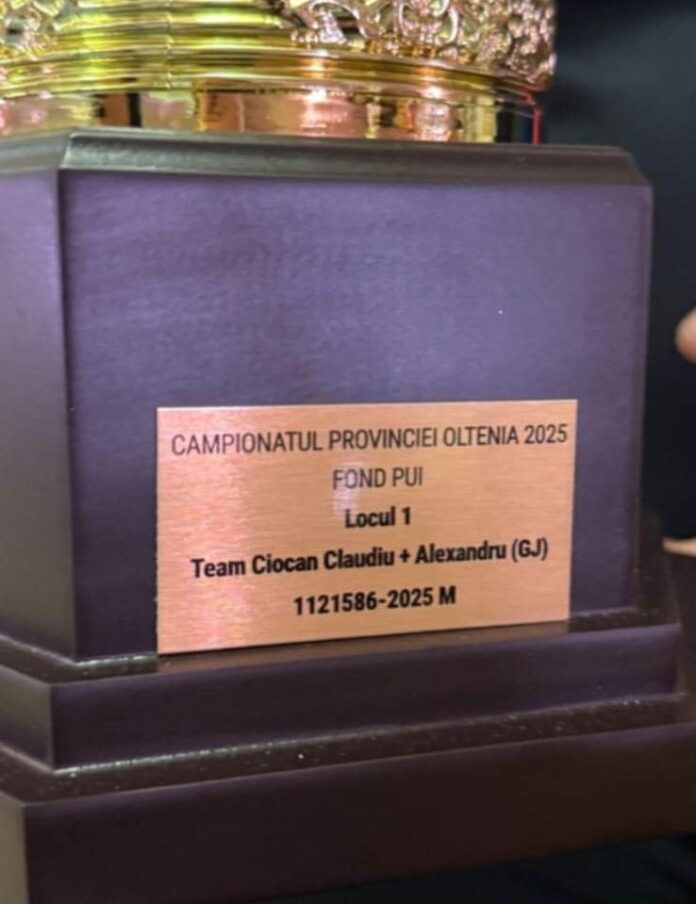 CAMPIONATUL PROVINCIEI OLTENIA 2025
FOND PUI
Locul 1
Team Ciocan Claudiu + Alexandru (GJ)
1121586-2025 M